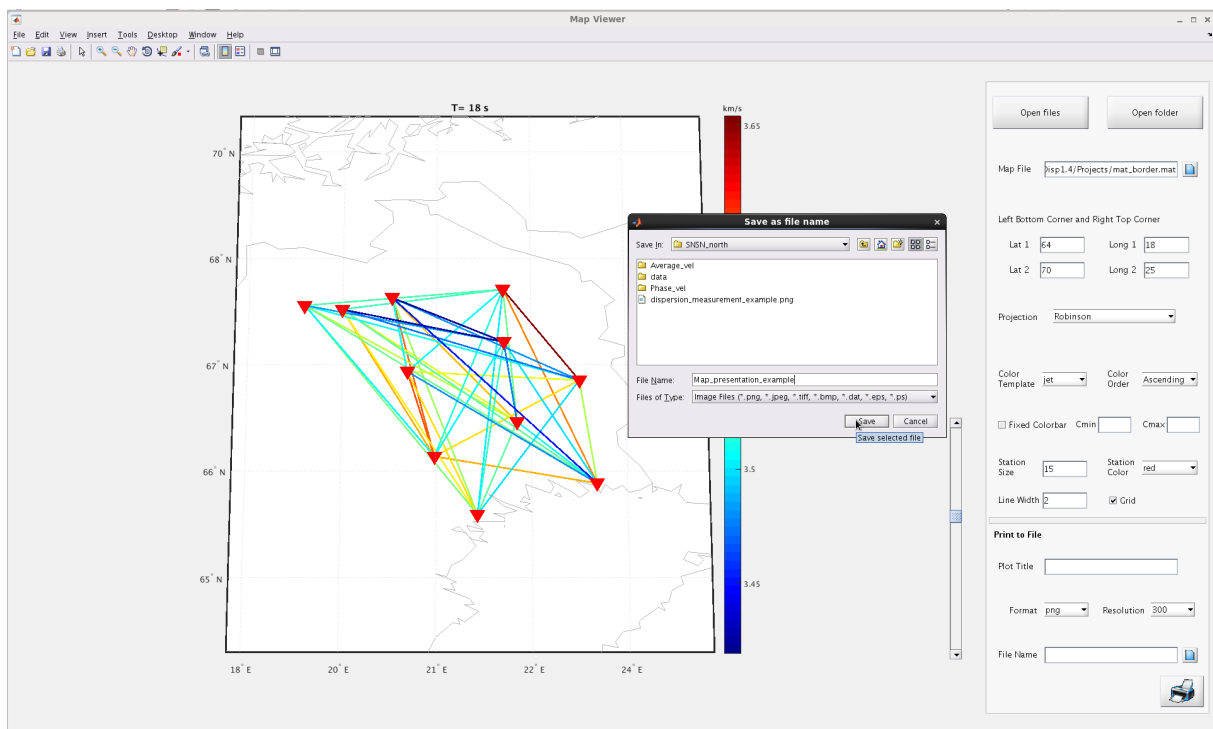 Map Viewer
File Edit View Insert Tools Desktop Window Help
T= 18 s
km/s
3.65
3.5
3.45
70° N
68° N
67° N
66° N
65° N
18° E
20° E
21° E
22° E
24° E
Save as file name
Save In: SNSN_north
Average_vel
data
Phase_vel
dispersion_measurement_example.png
File Name: Map_presentation_example
Files of Type: Image Files (*.png, *.jpeg, *.tiff, *.bmp, *.dat, *.eps, *.ps)
Save Cancel
Save selected file
Open files Open folder
Map File Disp1.4/Projects/mat_border.mat
Left Bottom Corner and Right Top Corner
Lat 1 64 Long 1 18
Lat 2 70 Long 2 25
Projection Robinson
Color Template jet Color Order Ascending
Fixed Colorbar Cmin Cmax
Station Size 15 Station Color red
Line Width 2 Grid
Print to File
Plot Title
Format png Resolution 300
File Name